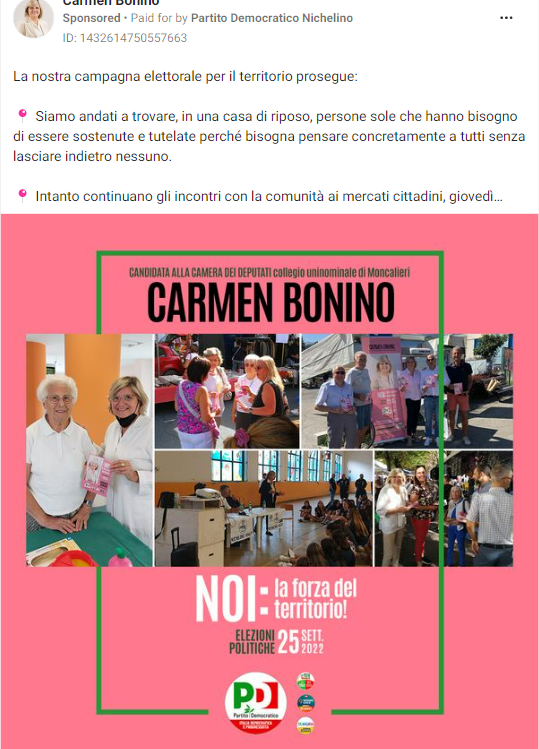 Carmen Bonino
Sponsored • Paid for by Partito Democratico Nichelino
ID: 1432614750557663
La nostra campagna elettorale per il territorio prosegue:
Siamo andati a trovare, in una casa di riposo, persone sole che hanno bisogno
di essere sostenute e tutelate perché bisogna pensare concretamente a tutti senza
lasciare indietro nessuno.
Intanto continuano gli incontri con la comunità ai mercati cittadini, giovedì...
CANDIDATA ALLA CAMERA DEI DEPUTATI collegio uninominale di Moncalieri
CARMEN BONINO
NOI: la forza del
territorio!
ELEZIONI
POLITICHE 25 SETT.
2022
PD
Partito Democratico
ITALIA DEMOCRATICA
E PROGRESSISTA